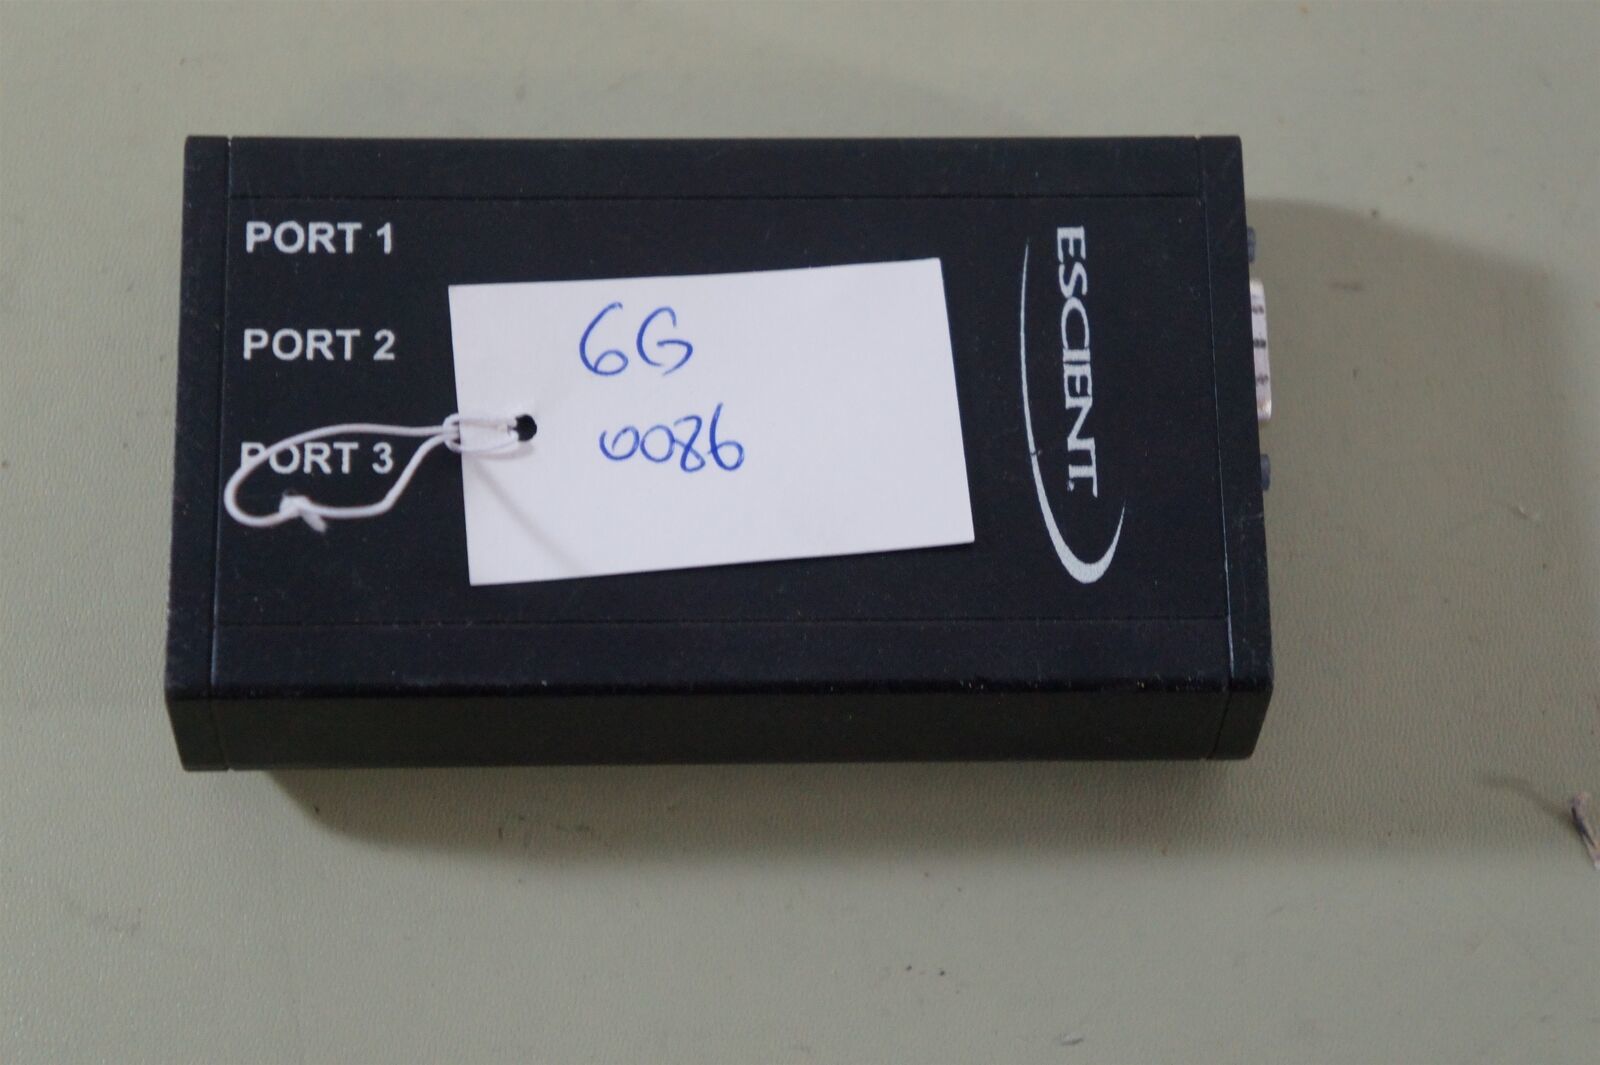 PORT 1
PORT 2
PORT 3
6G
0086
ESCIENT